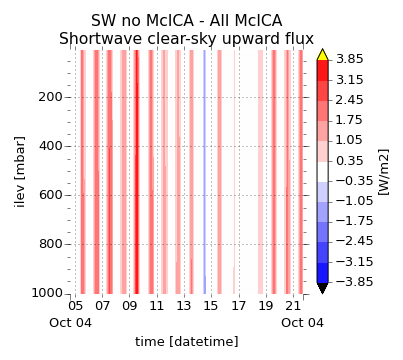 SW no McICA - All McICA
Shortwave clear-sky upward flux
ilev [mbar]
200
400
600
800
1000
05 07 09 11 13 15 17 19 21
Oct 04 Oct 04
time [datetime]
3.85
3.15
2.45
1.75
1.05
0.35
−0.35
−1.05
−1.75
−2.45
−3.15
−3.85
[W/m2]